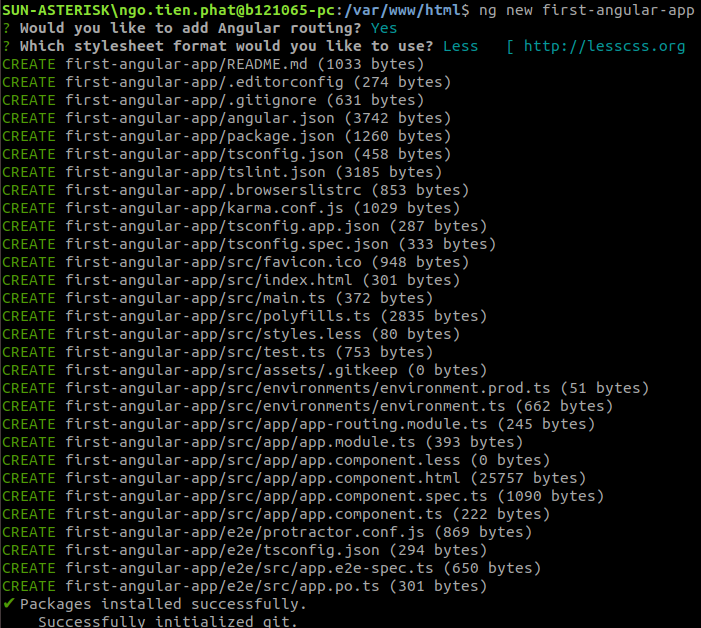 SUN-ASTERISK\ngo.tien.phat@b121065-pc:/var/www/html$ ng new first-angular-app
? Would you like to add Angular routing? Yes
? Which stylesheet format would you like to use? Less   [ http://lesscss.org
CREATE first-angular-app/README.md (1033 bytes)
CREATE first-angular-app/.editorconfig (274 bytes)
CREATE first-angular-app/.gitignore (631 bytes)
CREATE first-angular-app/angular.json (3742 bytes)
CREATE first-angular-app/package.json (1260 bytes)
CREATE first-angular-app/tsconfig.json (458 bytes)
CREATE first-angular-app/tslint.json (3185 bytes)
CREATE first-angular-app/.browserslistrc (853 bytes)
CREATE first-angular-app/karma.conf.js (1029 bytes)
CREATE first-angular-app/tsconfig.app.json (287 bytes)
CREATE first-angular-app/tsconfig.spec.json (333 bytes)
CREATE first-angular-app/src/favicon.ico (948 bytes)
CREATE first-angular-app/src/index.html (301 bytes)
CREATE first-angular-app/src/main.ts (372 bytes)
CREATE first-angular-app/src/polyfills.ts (2835 bytes)
CREATE first-angular-app/src/styles.less (80 bytes)
CREATE first-angular-app/src/test.ts (753 bytes)
CREATE first-angular-app/src/assets/.gitkeep (0 bytes)
CREATE first-angular-app/src/environments/environment.prod.ts (51 bytes)
CREATE first-angular-app/src/environments/environment.ts (662 bytes)
CREATE first-angular-app/src/app/app-routing.module.ts (245 bytes)
CREATE first-angular-app/src/app/app.module.ts (393 bytes)
CREATE first-angular-app/src/app/app.component.less (0 bytes)
CREATE first-angular-app/src/app/app.component.html (25757 bytes)
CREATE first-angular-app/src/app/app.component.spec.ts (1090 bytes)
CREATE first-angular-app/src/app/app.component.ts (222 bytes)
CREATE first-angular-app/e2e/protractor.conf.js (869 bytes)
CREATE first-angular-app/e2e/tsconfig.json (294 bytes)
CREATE first-angular-app/e2e/src/app.e2e-spec.ts (650 bytes)
CREATE first-angular-app/e2e/src/app.po.ts (301 bytes)
✔ Packages installed successfully.
    Successfully initialized git.